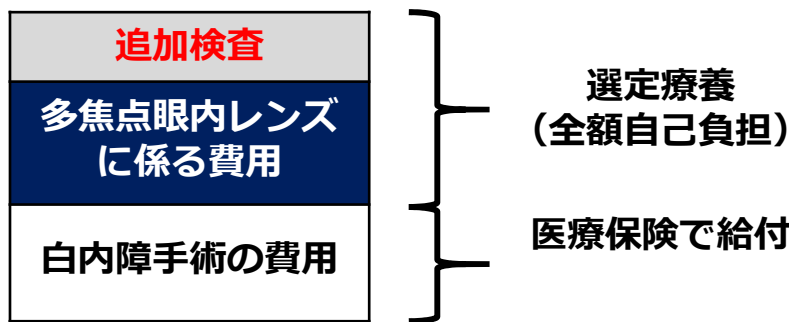 追加検査
多焦点眼内レンズ
に係る費用
白内障手術の費用
選定療養
（全額自己負担）
医療保険で給付